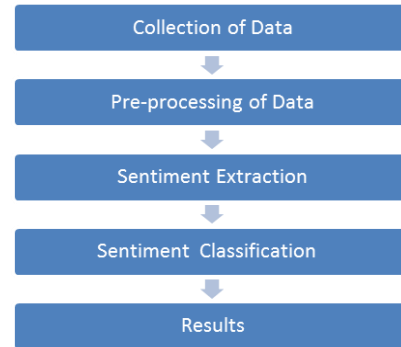 Collection of Data
Pre-processing of Data
Sentiment Extraction
Sentiment Classification
Results